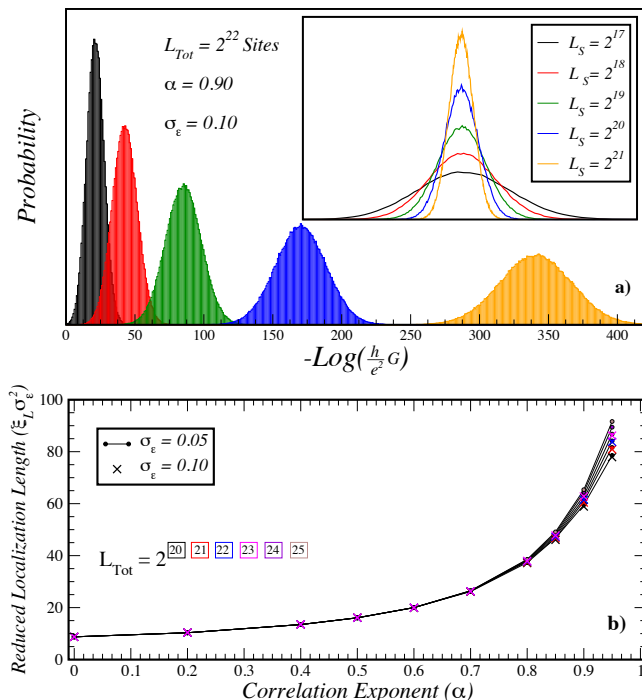 a)
L_Tot = 2^22 Sites
α = 0.90
σ_ε = 0.10
L_S = 2^17
L_S = 2^18
L_S = 2^19
L_S = 2^20
L_S = 2^21
Probability
a)
0 50 100 150 200 250 300 350 400
-Log(h/e^2 G)
Reduced Localization Length (ξ_L σ_ε^2)
100
80
60
40
20
0
σ_ε = 0.05
σ_ε = 0.10
L_Tot = 2^ 20 21 22 23 24 25
b)
0 0.1 0.2 0.3 0.4 0.5 0.6 0.7 0.8 0.9 1
Correlation Exponent (α)